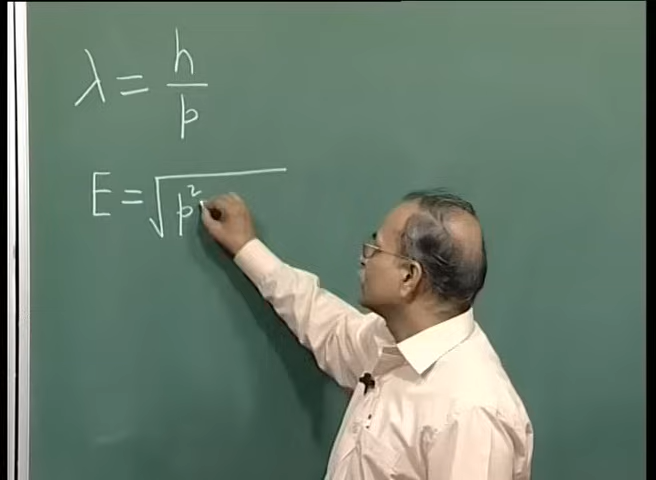 λ = h/p
E = √p²